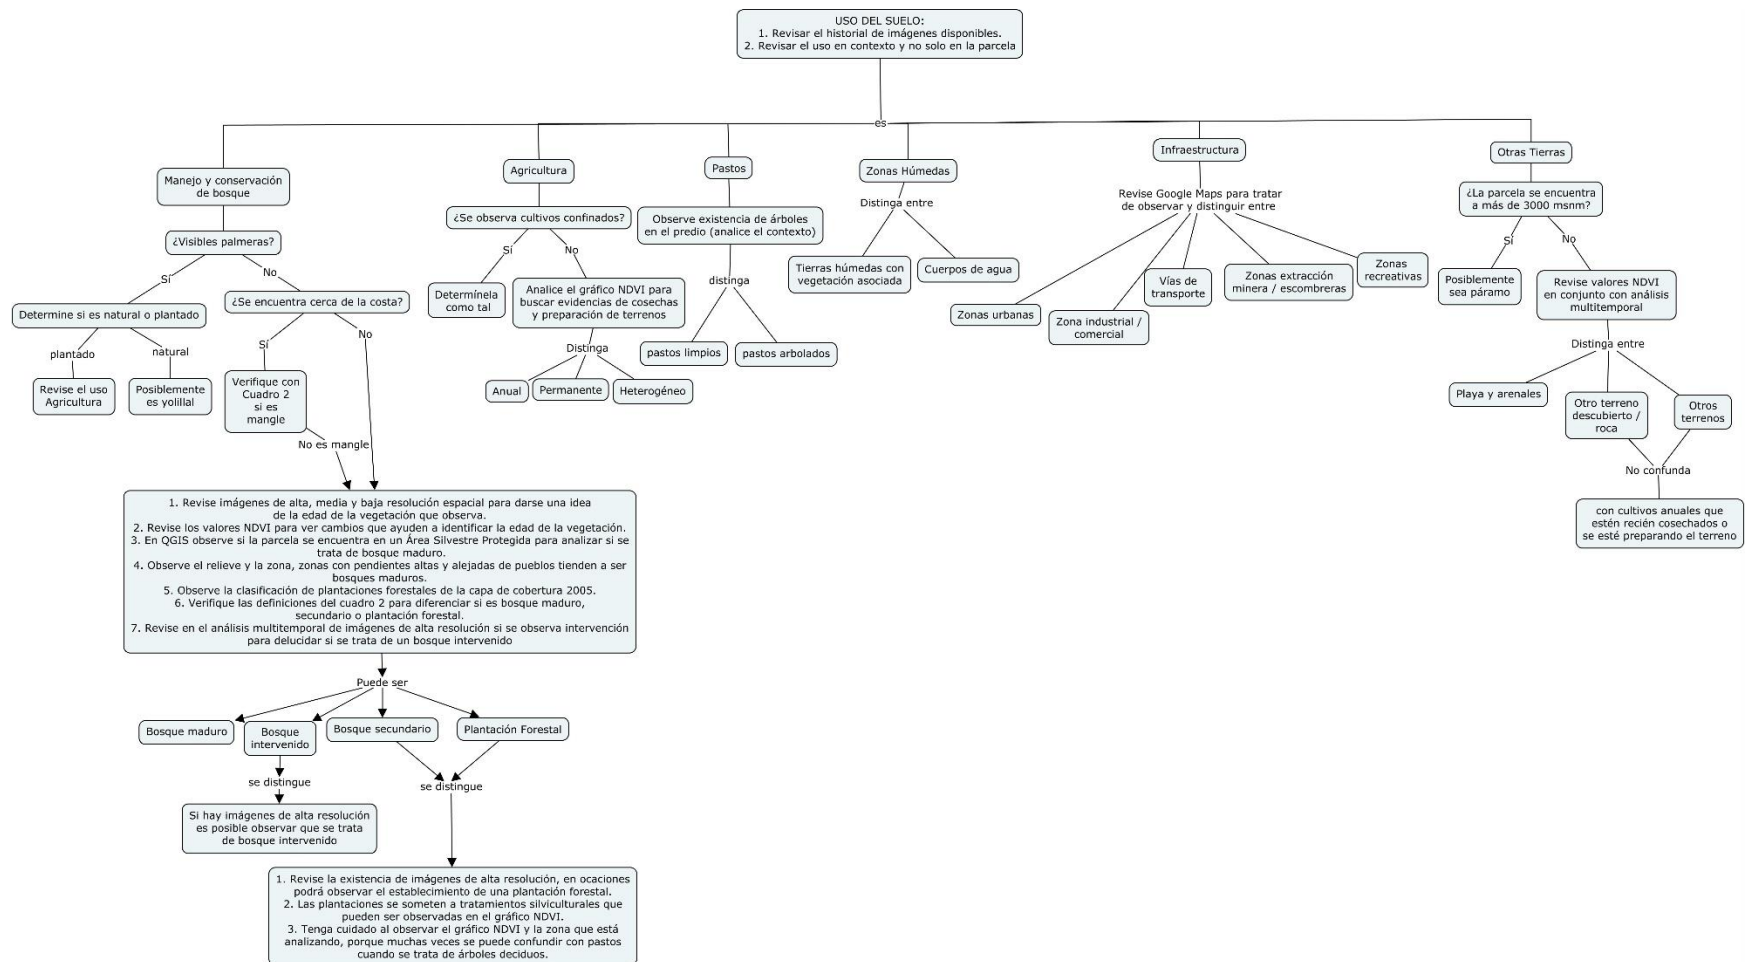 USO DEL SUELO:
1. Revisar el historial de imágenes disponibles.
2. Revisar el uso en contexto y no solo en la parcela
es
Manejo y conservación
de bosque
¿Visibles palmeras?
Sí
No
Determine si es natural o plantado
¿Se encuentra cerca de la costa?
plantado
natural
Sí
No
Revise el uso
Agricultura
Posiblemente
es yolillal
Verifique con
Cuadro 2
si es
mangle
No es mangle
1. Revise imágenes de alta, media y baja resolución espacial para darse una idea
de la edad de la vegetación que observa.
2. Revise los valores NDVI para ver cambios que ayuden a identificar la edad de la vegetación.
3. En QGIS observe si la parcela se encuentra en un Área Silvestre Protegida para analizar si se
trata de bosque maduro.
4. Observe el relieve y la zona, zonas con pendientes altas y alejadas de pueblos tienden a ser
bosques maduros.
5. Observe la clasificación de plantaciones forestales de la capa de cobertura 2005.
6. Verifique las definiciones del cuadro 2 para diferenciar si es bosque maduro,
secundario o plantación forestal.
7. Revise en el análisis multitemporal de imágenes de alta resolución si se observa intervención
para delucidar si se trata de un bosque intervenido
Puede ser
Bosque maduro
Bosque
intervenido
Bosque secundario
Plantación Forestal
se distingue
se distingue
Si hay imágenes de alta resolución
es posible observar que se trata
de bosque intervenido
1. Revise la existencia de imágenes de alta resolución, en ocaciones
podrá observar el establecimiento de una plantación forestal.
2. Las plantaciones se someten a tratamientos silviculturales que
pueden ser observadas en el gráfico NDVI.
3. Tenga cuidado al observar el gráfico NDVI y la zona que está
analizando, porque muchas veces se puede confundir con pastos
cuando se trata de árboles deciduos.
Agricultura
¿Se observa cultivos confinados?
Sí
No
Determínela
como tal
Analice el gráfico NDVI para
buscar evidencias de cosechas
y preparación de terrenos
Distinga
Anual
Permanente
Heterogéneo
Pastos
Observe existencia de árboles
en el predio (analice el contexto)
distinga
pastos limpios
pastos arbolados
Zonas Húmedas
Distinga entre
Tierras húmedas con
vegetación asociada
Cuerpos de agua
Infraestructura
Revise Google Maps para tratar
de observar y distinguir entre
Zonas urbanas
Zona industrial /
comercial
Vías de
transporte
Zonas extracción
minera / escombreras
Zonas
recreativas
Otras Tierras
¿La parcela se encuentra
a más de 3000 msnm?
Sí
No
Posiblemente
sea páramo
Revise valores NDVI
en conjunto con análisis
multitemporal
Distinga entre
Playa y arenales
Otro terreno
descubierto /
roca
Otros
terrenos
No confunda
con cultivos anuales que
estén recién cosechados o
se esté preparando el terreno